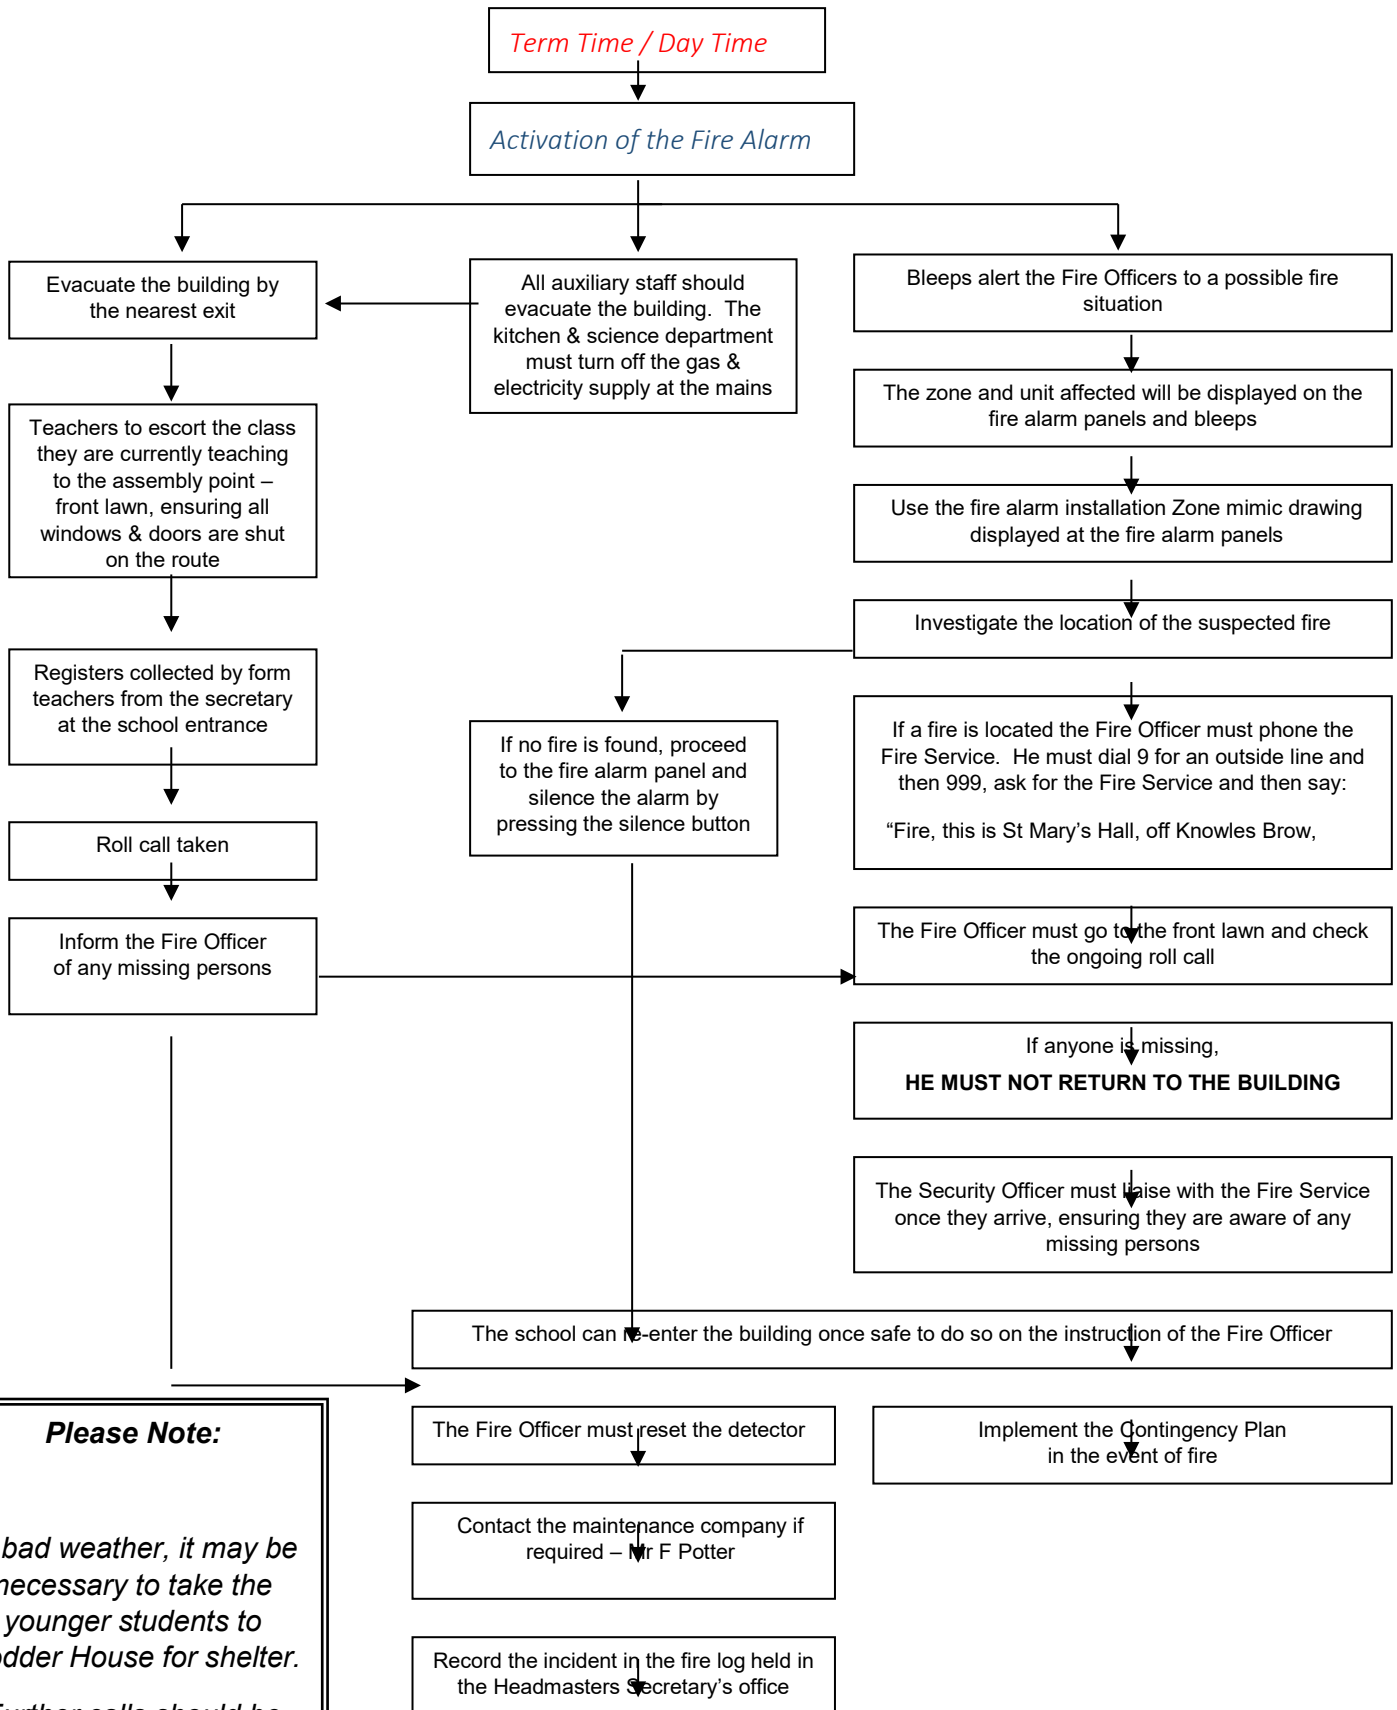 Term Time / Day Time
Activation of the Fire Alarm
Evacuate the building by
the nearest exit
All auxiliary staff should
evacuate the building. The
kitchen & science department
must turn off the gas &
electricity supply at the mains
Bleeps alert the Fire Officers to a possible fire
situation
The zone and unit affected will be displayed on the
fire alarm panels and bleeps
Teachers to escort the class
they are currently teaching
to the assembly point –
front lawn, ensuring all
windows & doors are shut
on the route
Use the fire alarm installation Zone mimic drawing
displayed at the fire alarm panels
Investigate the location of the suspected fire
Registers collected by form
teachers from the secretary
at the school entrance
If no fire is found, proceed
to the fire alarm panel and
silence the alarm by
pressing the silence button
If a fire is located the Fire Officer must phone the
Fire Service. He must dial 9 for an outside line and
then 999, ask for the Fire Service and then say:
“Fire, this is St Mary’s Hall, off Knowles Brow,
Roll call taken
Inform the Fire Officer
of any missing persons
The Fire Officer must go to the front lawn and check
the ongoing roll call
If anyone is missing,
HE MUST NOT RETURN TO THE BUILDING
The Security Officer must liaise with the Fire Service
once they arrive, ensuring they are aware of any
missing persons
The school can re-enter the building once safe to do so on the instruction of the Fire Officer
The Fire Officer must reset the detector
Implement the Contingency Plan
in the event of fire
Contact the maintenance company if
required – Mr F Potter
Record the incident in the fire log held in
the Headmasters Secretary’s office
Please Note:
bad weather, it may be
necessary to take the
younger students to
House for shelter.
calls should be